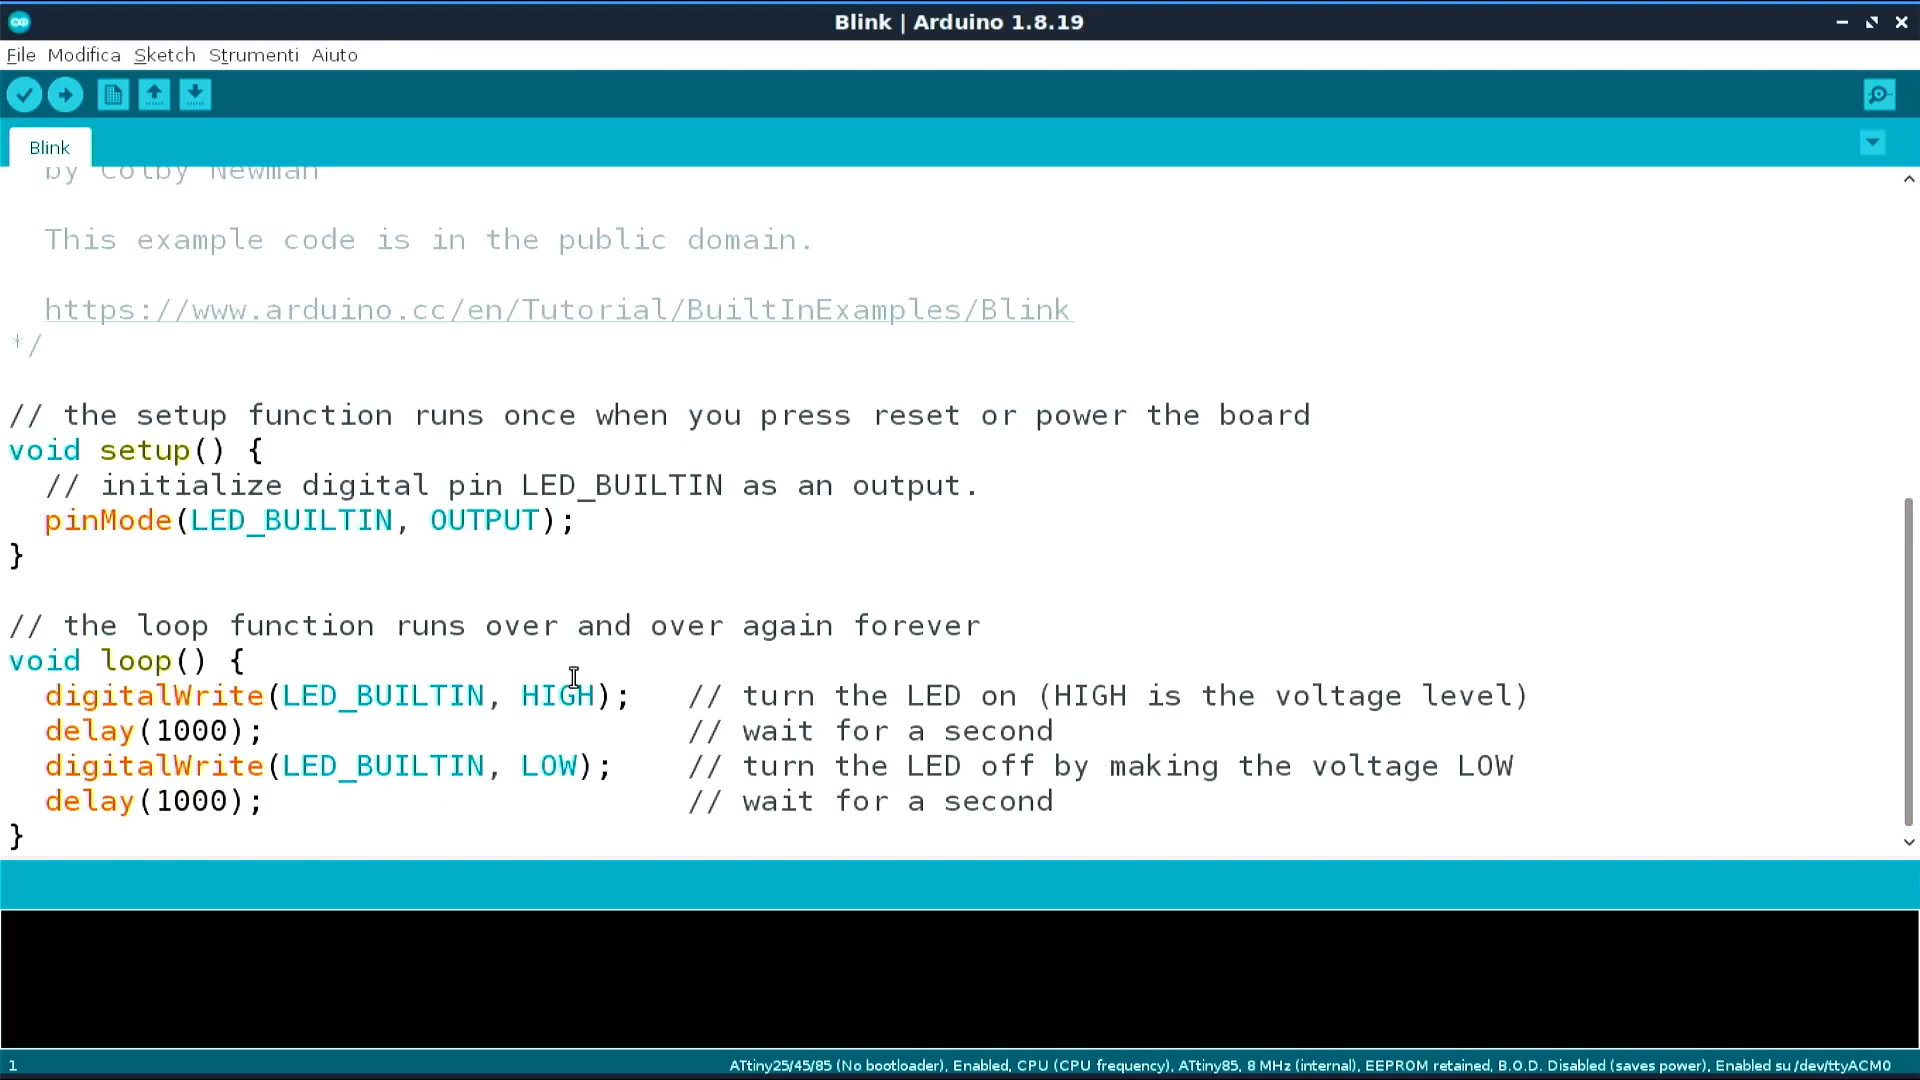 Blink | Arduino 1.8.19
File Modifica Sketch Strumenti Aiuto
Blink
by Colby Newman
This example code is in the public domain.
https://www.arduino.cc/en/Tutorial/BuiltInExamples/Blink
*/
// the setup function runs once when you press reset or power the board
void setup() {
  // initialize digital pin LED_BUILTIN as an output.
  pinMode(LED_BUILTIN, OUTPUT);
}
// the loop function runs over and over again forever
void loop() {
  digitalWrite(LED_BUILTIN, HIGH);   // turn the LED on (HIGH is the voltage level)
  delay(1000);                       // wait for a second
  digitalWrite(LED_BUILTIN, LOW);    // turn the LED off by making the voltage LOW
  delay(1000);                       // wait for a second
}
1 ATtiny25/45/85 (No bootloader), Enabled, CPU (CPU frequency), ATtiny85, 8 MHz (internal), EEPROM retained, B.O.D. Disabled (saves power), Enabled su /dev/ttyACM0